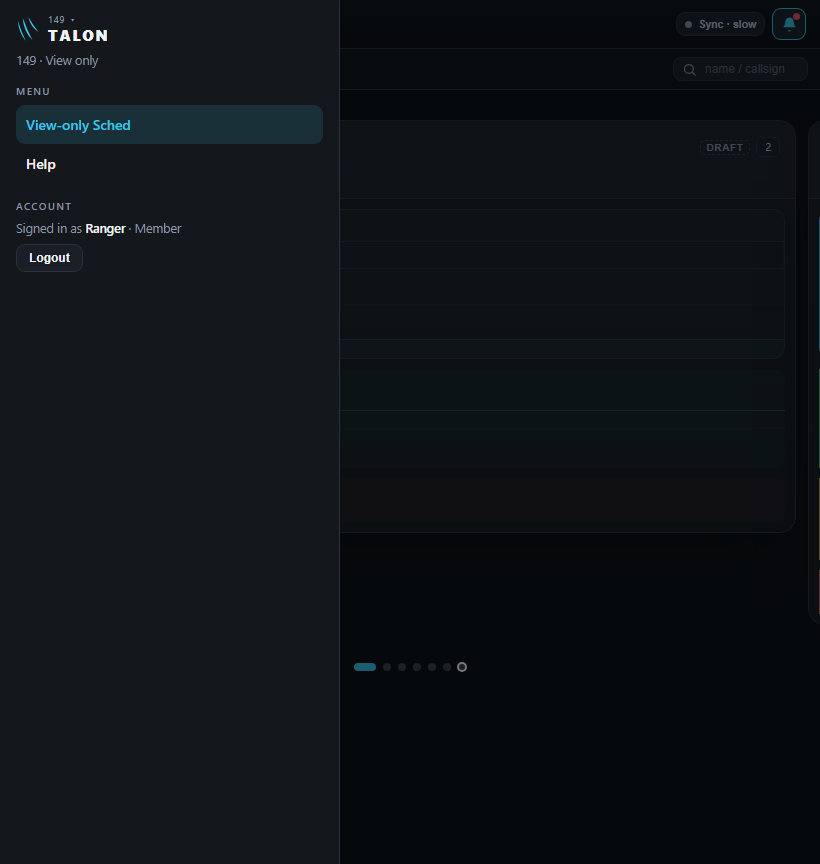 149
TALON
149 · View only
MENU
View-only Sched
Help
ACCOUNT
Signed in as Ranger · Member
Logout
Sync · slow
name / callsign
DRAFT 2